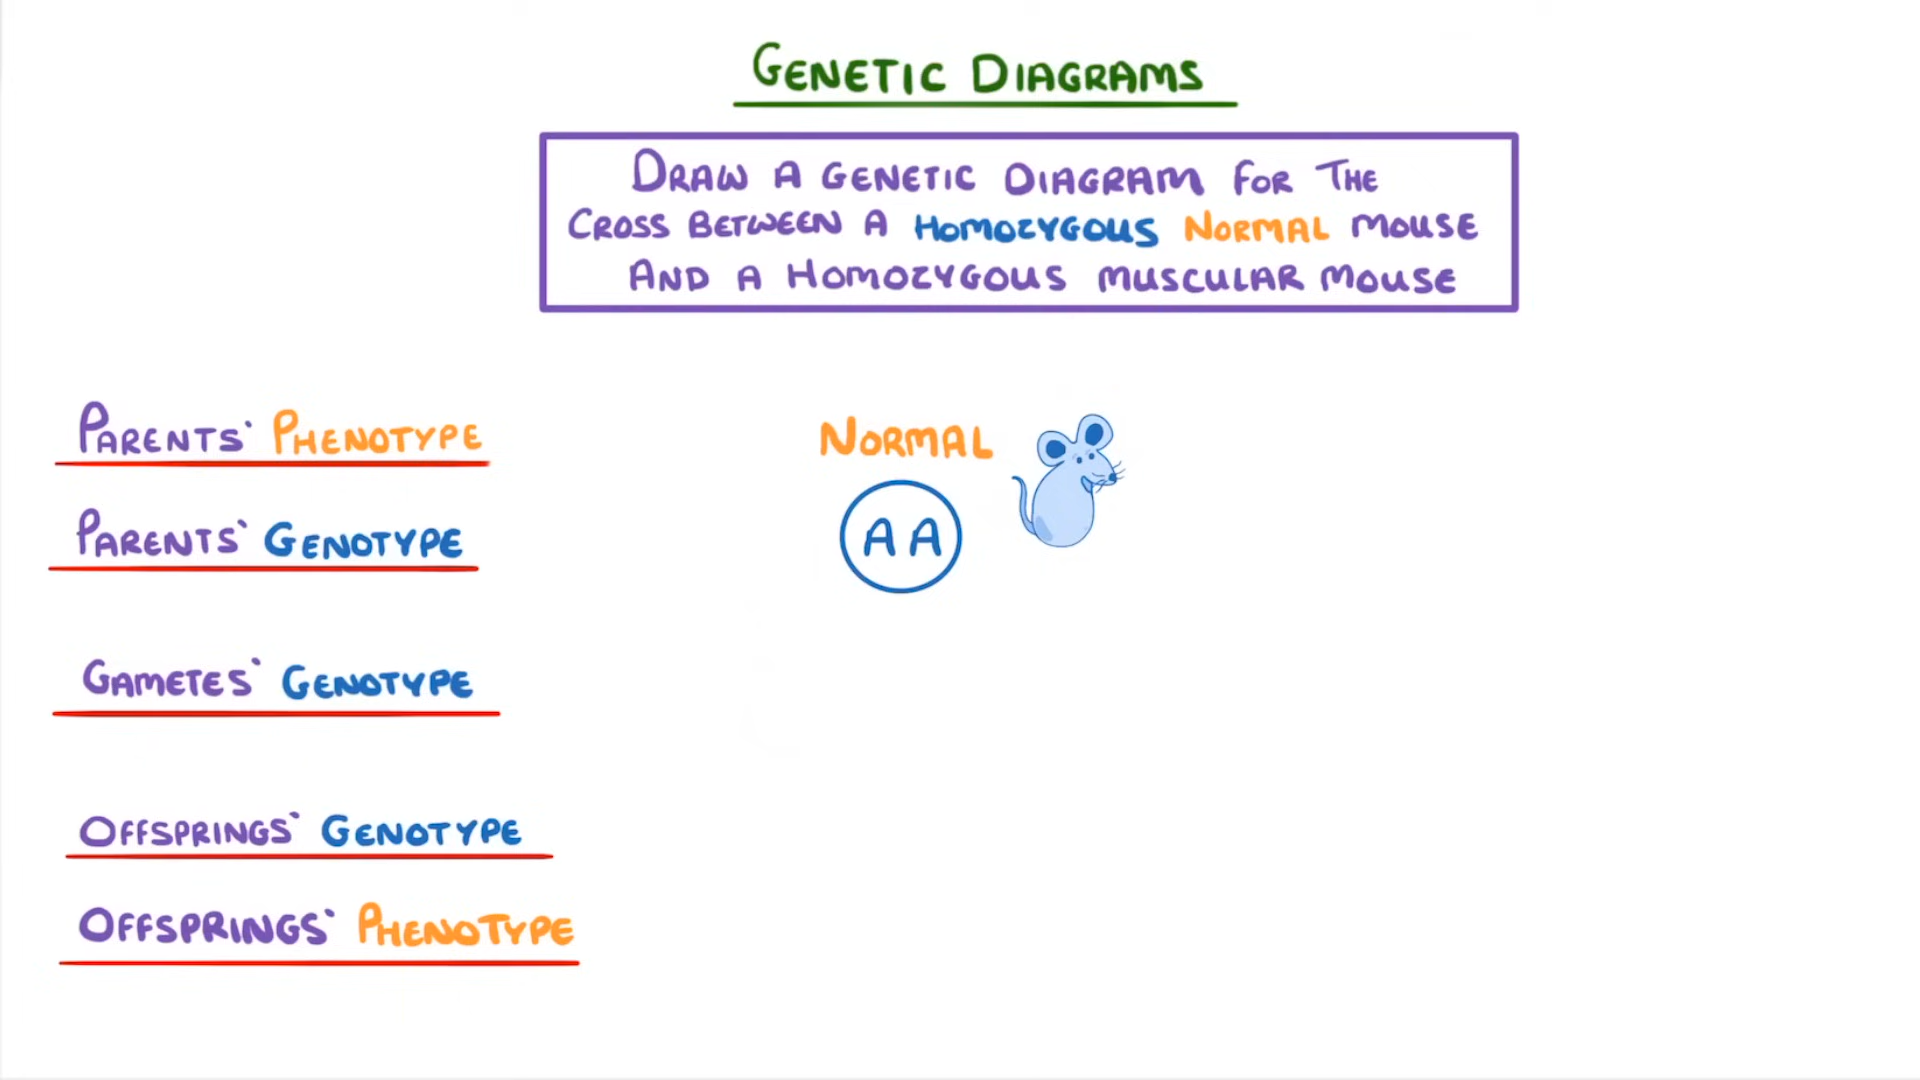 GENETIC DIAGRAMS
DRAW A GENETIC DIAGRAM FOR THE
CROSS BETWEEN A HOMOZYGOUS NORMAL MOUSE
AND A HOMOZYGOUS MUSCULAR MOUSE
PARENTS' PHENOTYPE
NORMAL
PARENTS' GENOTYPE
A A
GAMETES' GENOTYPE
OFFSPRINGS' GENOTYPE
OFFSPRINGS' PHENOTYPE